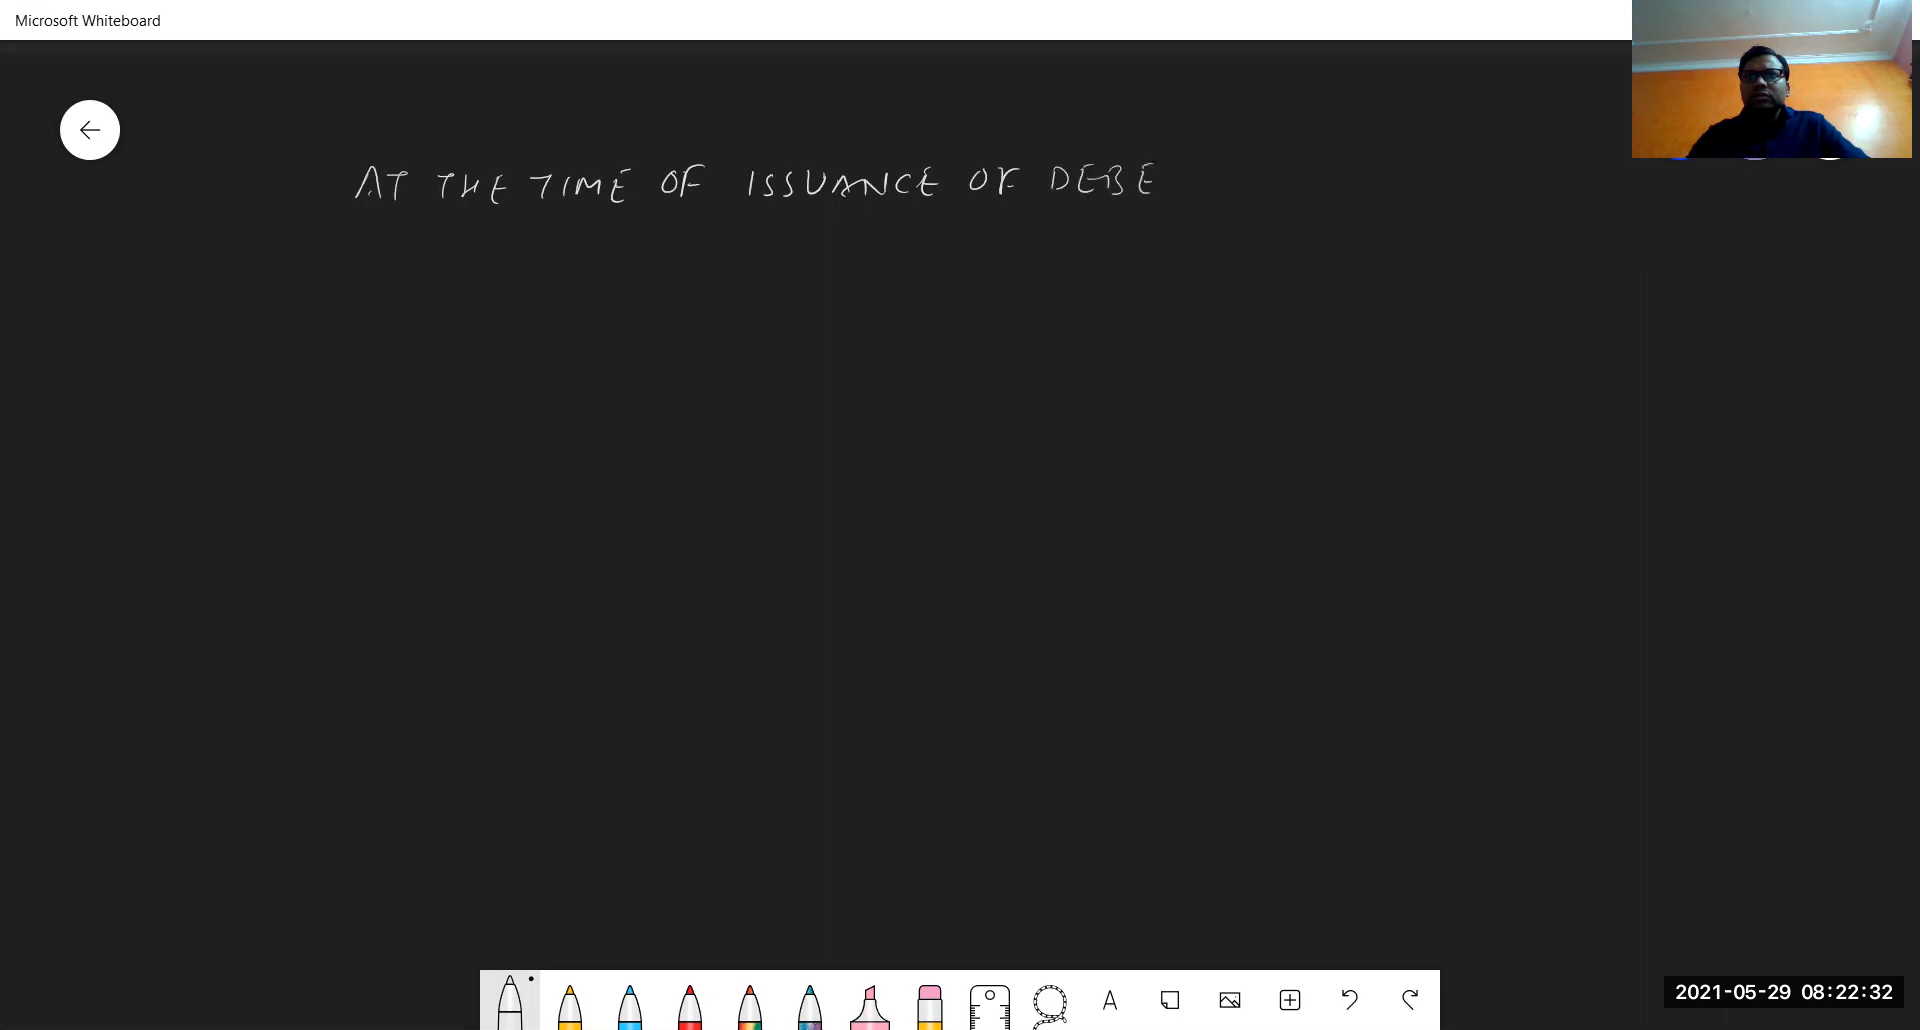 Microsoft Whiteboard
AT THE TIME OF ISSUANCE OF DEBE
2021-05-29 08:22:32